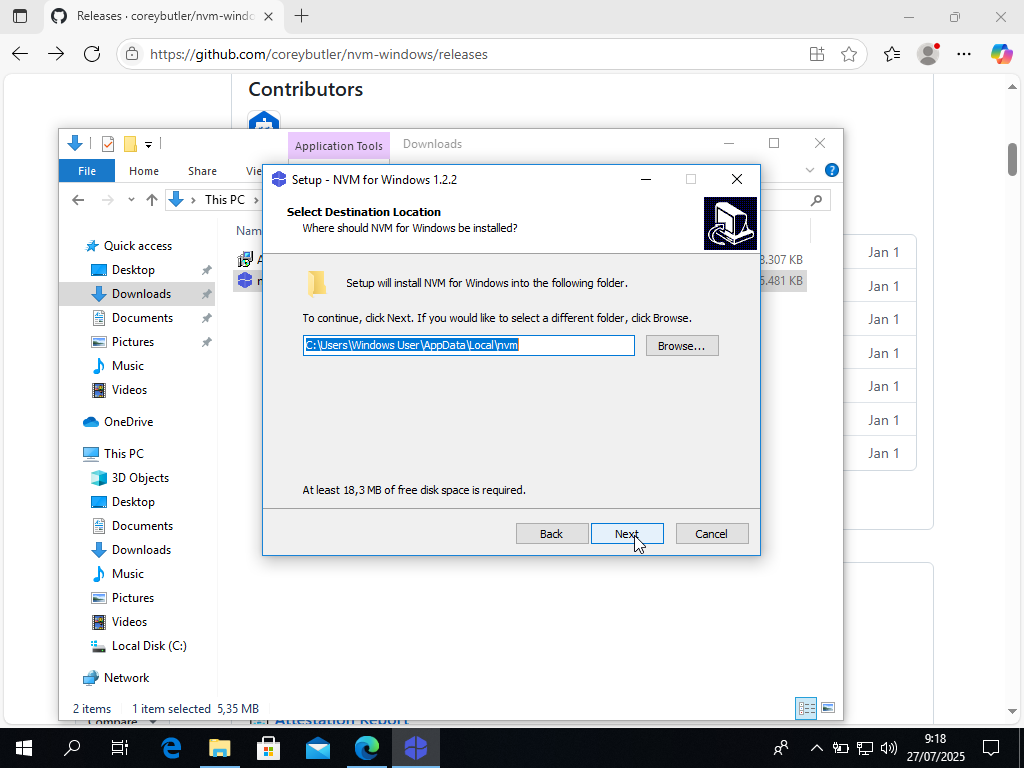 Releases · coreybutler/nvm-windo
https://github.com/coreybutler/nvm-windows/releases
Contributors
Application Tools
Downloads
File
Home
Share
This PC
Setup - NVM for Windows 1.2.2
Select Destination Location
Where should NVM for Windows be installed?
Setup will install NVM for Windows into the following folder.
To continue, click Next. If you would like to select a different folder, click Browse.
C:\Users\Windows User\AppData\Local\nvm
Browse...
At least 18,3 MB of free disk space is required.
Back
Next
Cancel
Quick access
Desktop
Downloads
Documents
Pictures
Music
Videos
OneDrive
This PC
3D Objects
Desktop
Documents
Downloads
Music
Pictures
Videos
Local Disk (C:)
Network
.307 KB
.481 KB
Jan 1
Jan 1
Jan 1
Jan 1
Jan 1
Jan 1
Jan 1
2 items
1 item selected 5,35 MB
Compare
Attestation Report
9:18
27/07/2025